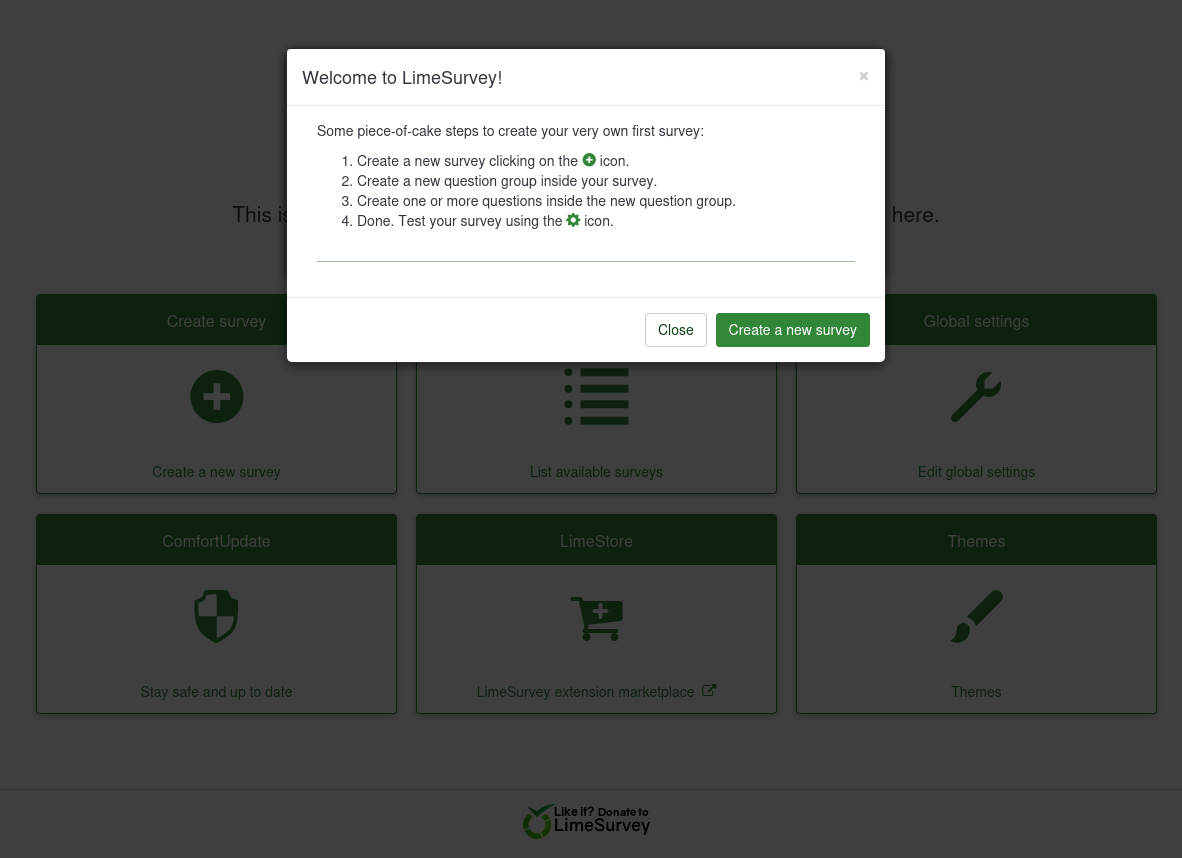 Welcome to LimeSurvey!
×
Some piece-of-cake steps to create your very own first survey:
1. Create a new survey clicking on the icon.
2. Create a new question group inside your survey.
3. Create one or more questions inside the new question group.
4. Done. Test your survey using the icon.
Close
Create a new survey
This is
here.
Create survey
Global settings
Create a new survey
List available surveys
Edit global settings
ComfortUpdate
LimeStore
Themes
Stay safe and up to date
LimeSurvey extension marketplace
Themes
Like it? Donate to
LimeSurvey